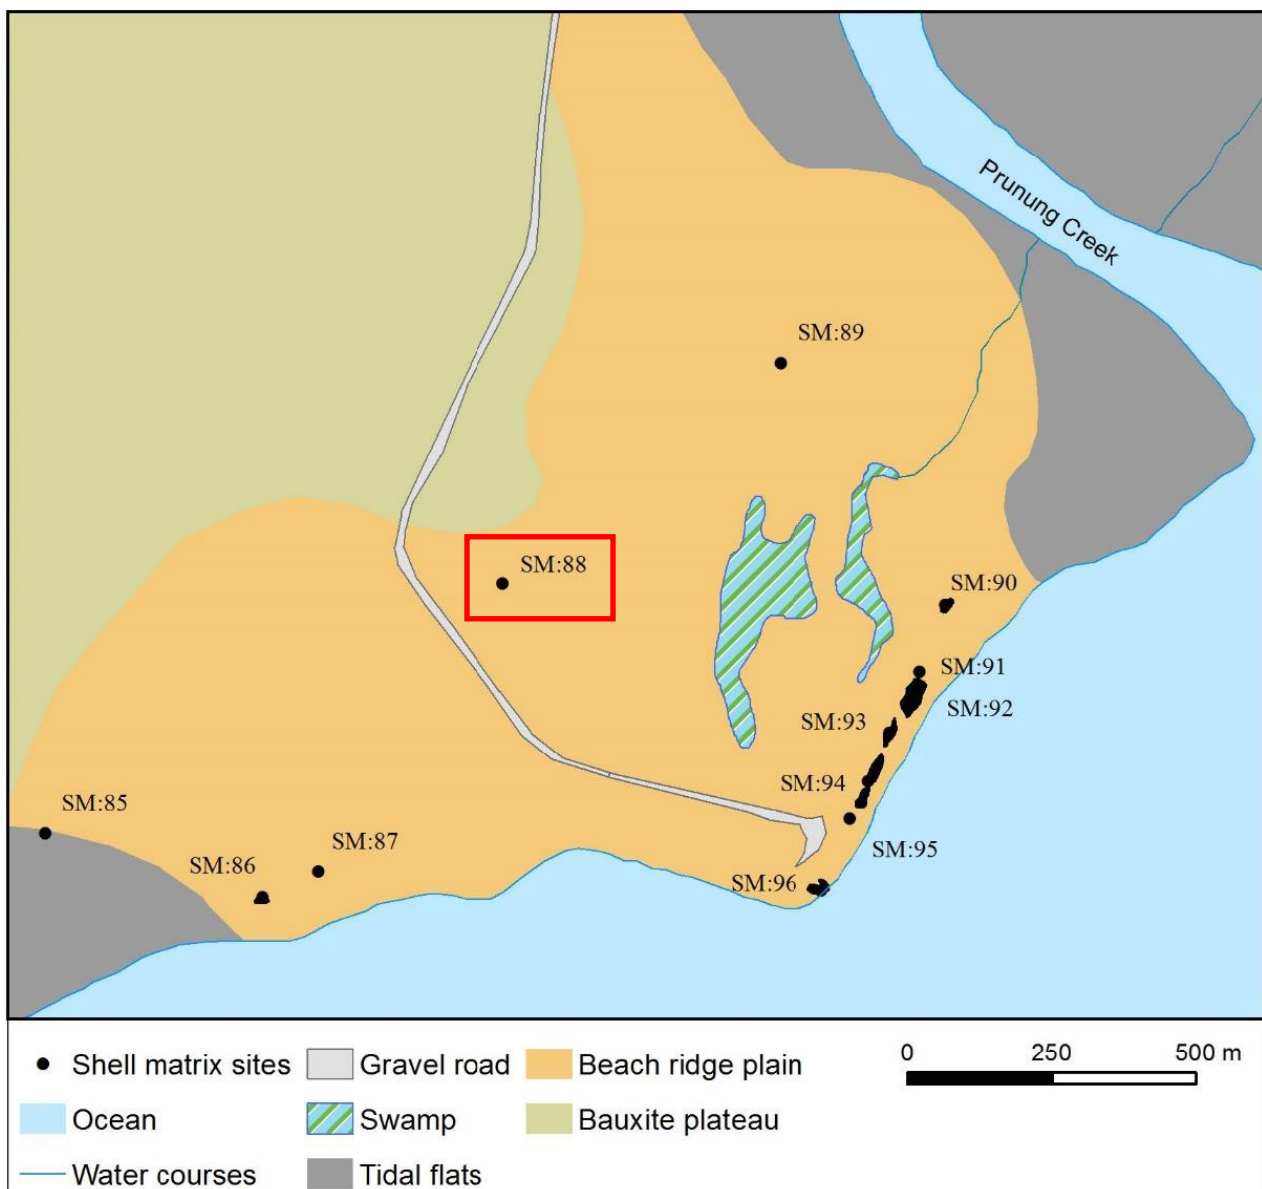 Prunung Creek
SM:89
SM:88
SM:90
SM:91
SM:92
SM:93
SM:94
SM:85
SM:87
SM:95
SM:86
SM:96
Shell matrix sites
Gravel road
Beach ridge plain
0 250 500 m
Ocean
Swamp
Bauxite plateau
Water courses
Tidal flats